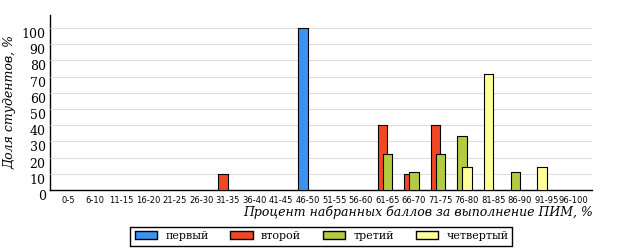 Доля студентов, %
100
90
80
70
60
50
40
30
20
10
0
0-5 6-10 11-15 16-20 21-25 26-30 31-35 36-40 41-45 46-50 51-55 56-60 61-65 66-70 71-75 76-80 81-85 86-90 91-95 96-100
Процент набранных баллов за выполнение ПИМ, %
первый второй третий четвертый